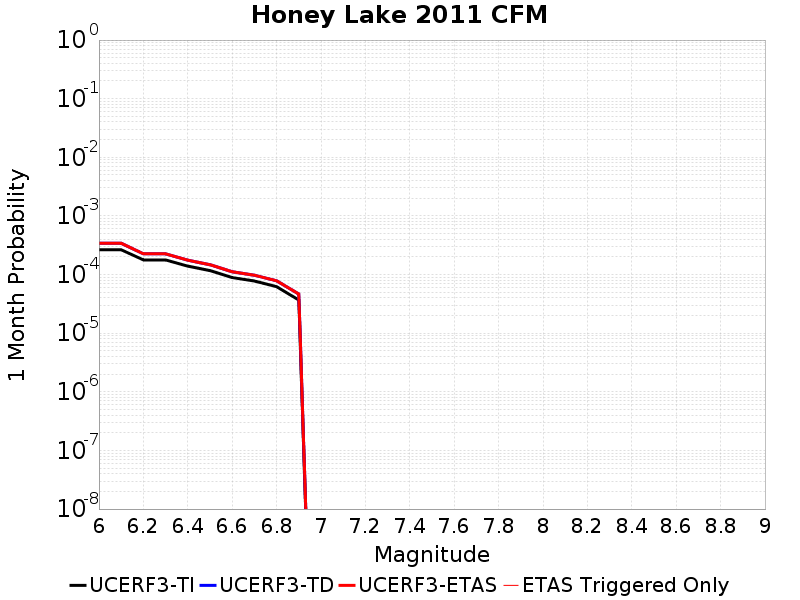 Honey Lake 2011 CFM
1 Month Probability
10^0
10^-1
10^-2
10^-3
10^-4
10^-5
10^-6
10^-7
10^-8
6 6.2 6.4 6.6 6.8 7 7.2 7.4 7.6 7.8 8 8.2 8.4 8.6 8.8 9
Magnitude
UCERF3-TI UCERF3-TD UCERF3-ETAS ETAS Triggered Only